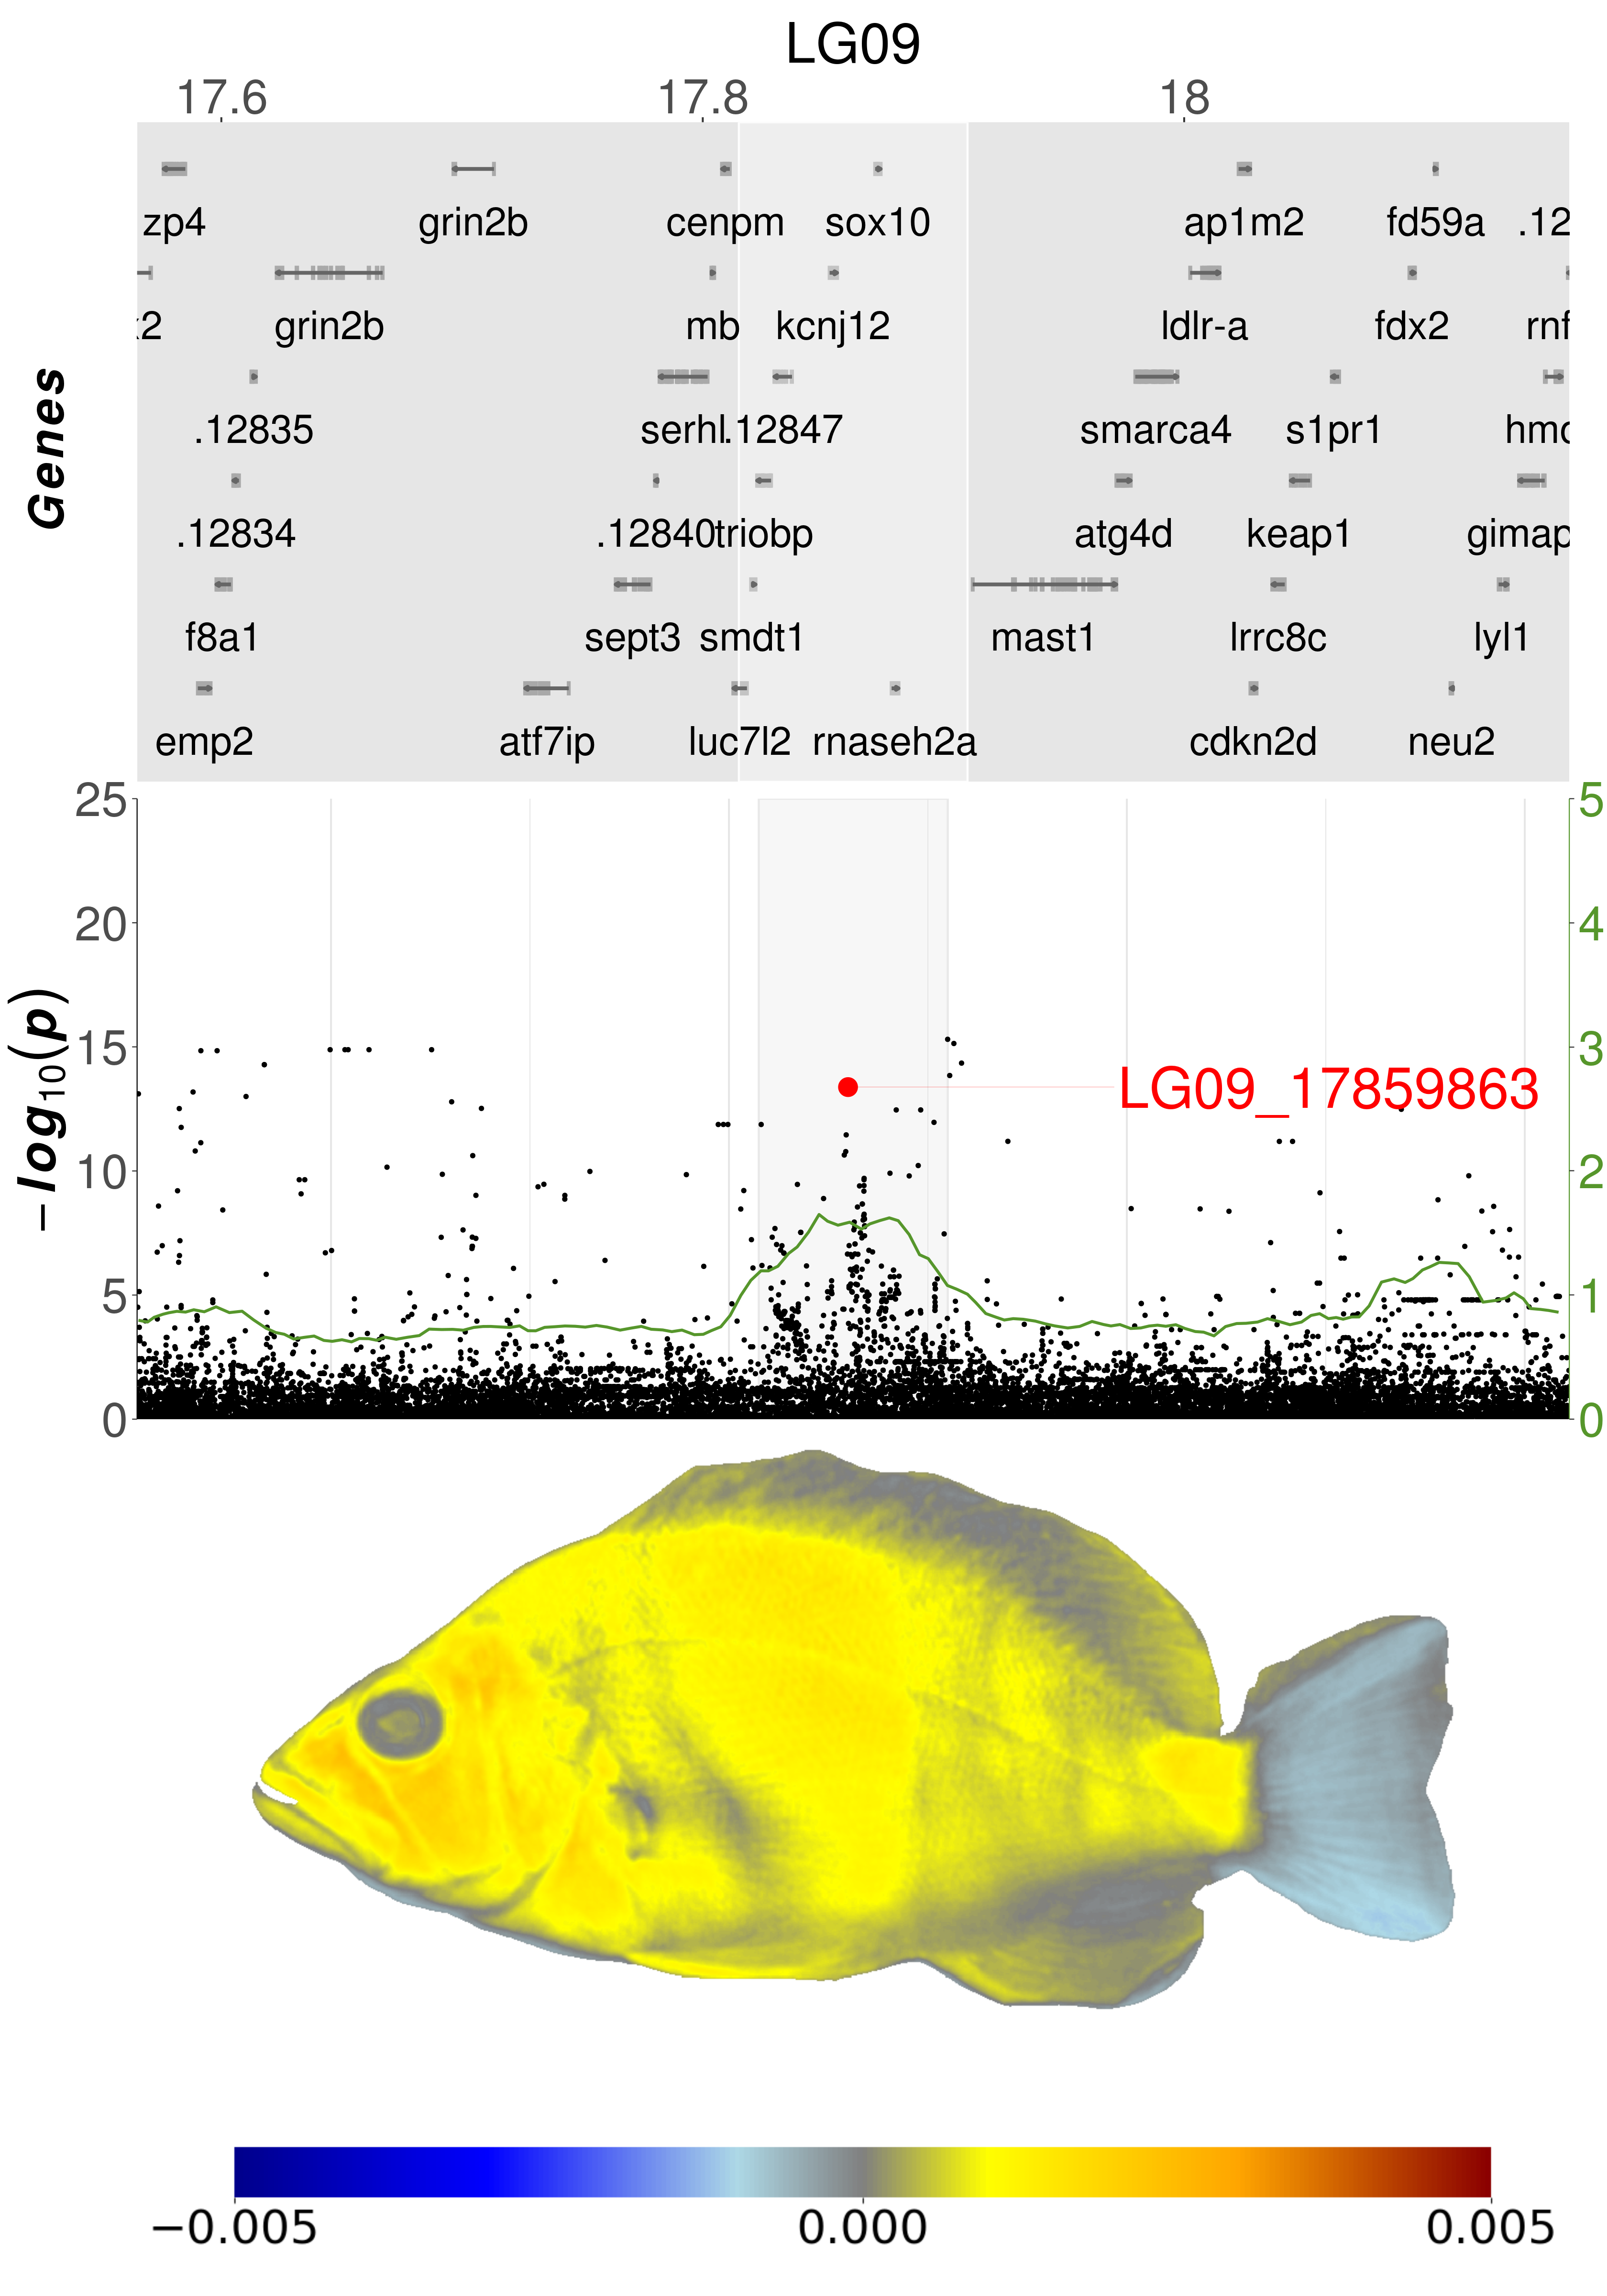 LG09
17.6 17.8 18
zp4 grin2b cenpm sox10 ap1m2 fd59a .12
grin2b mb kcnj12 ldlr-a fdx2 rnf
.12835 serhl .12847 smarca4 s1pr1
.12834 .12840 triobp atg4d keap1 gimap
f8a1 sept3 smdt1 mast1 lrrc8c lyl1
emp2 atf7ip luc7l2 rnaseh2a cdkn2d neu2
Genes
25 5
20 4
15 3
LG09_17859863
10 2
5 1
0 0
−log10(p)
−0.005 0.000 0.005